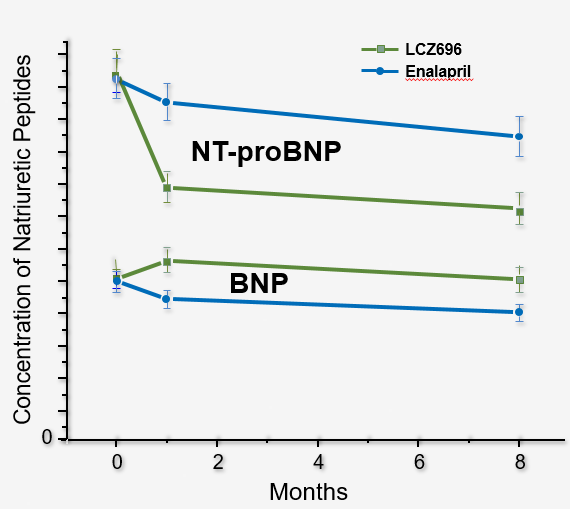 LCZ696
Enalapril
NT-proBNP
BNP
Concentration of Natriuretic Peptides
0
0 2 4 6 8
Months